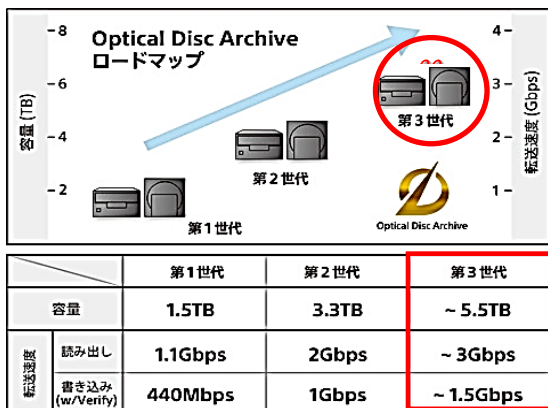 Optical Disc Archive
ロードマップ
容量 (TB)
8
6
4
2
4
3
2
1
転送速度 (Gbps)
第3世代
第2世代
第1世代
Optical Disc Archive
第1世代 第2世代 第3世代
容量 1.5TB 3.3TB ~ 5.5TB
転送速度
読み出し 1.1Gbps 2Gbps ~ 3Gbps
書き込み
(w/Verify) 440Mbps 1Gbps ~ 1.5Gbps